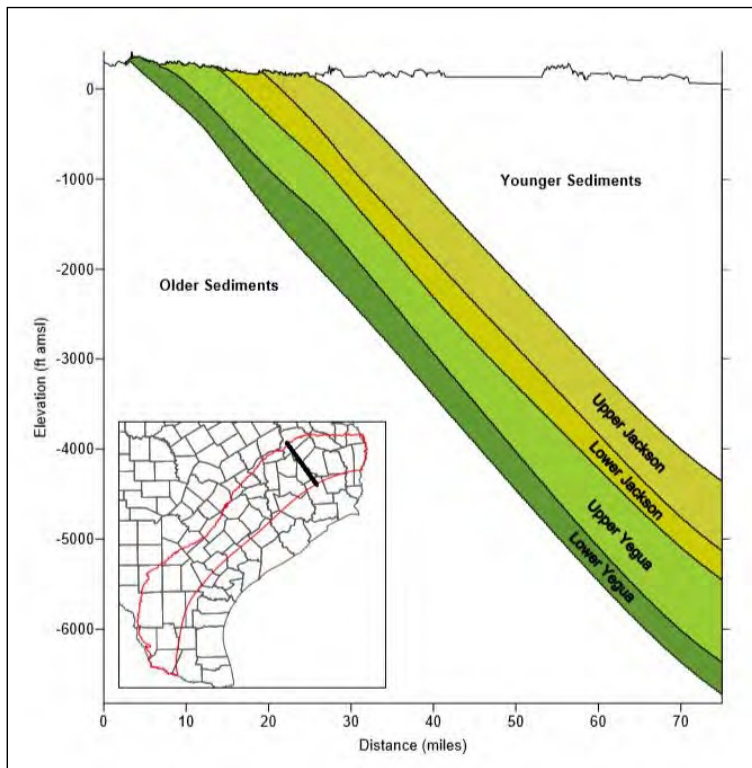 0
-1000
-2000
-3000
-4000
-5000
-6000
Elevation (ft amsl)
Younger Sediments
Older Sediments
Upper Jackson
Lower Jackson
Upper Yegua
Lower Yegua
0 10 20 30 40 50 60 70
Distance (miles)